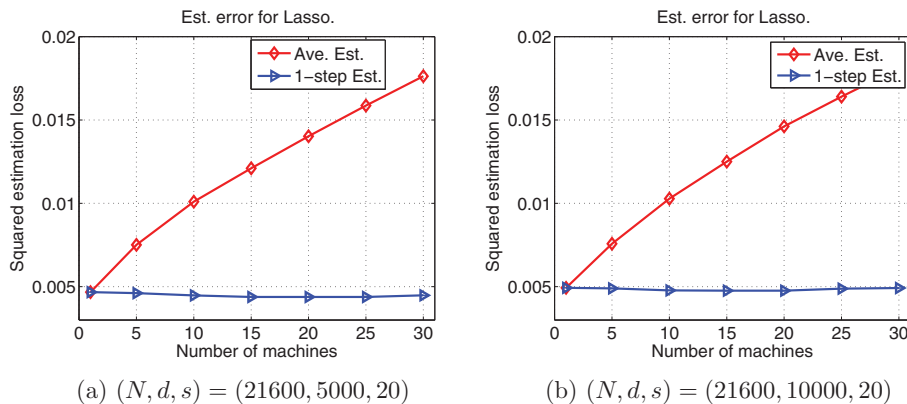 Est. error for Lasso.
0.02
0.015
0.01
0.005
Squared estimation loss
Ave. Est.
1-step Est.
0 5 10 15 20 25 30
Number of machines
(a) (N, d, s) = (21600, 5000, 20)
Est. error for Lasso.
0.02
0.015
0.01
0.005
Squared estimation loss
Ave. Est.
1-step Est.
0 5 10 15 20 25 30
Number of machines
(b) (N, d, s) = (21600, 10000, 20)